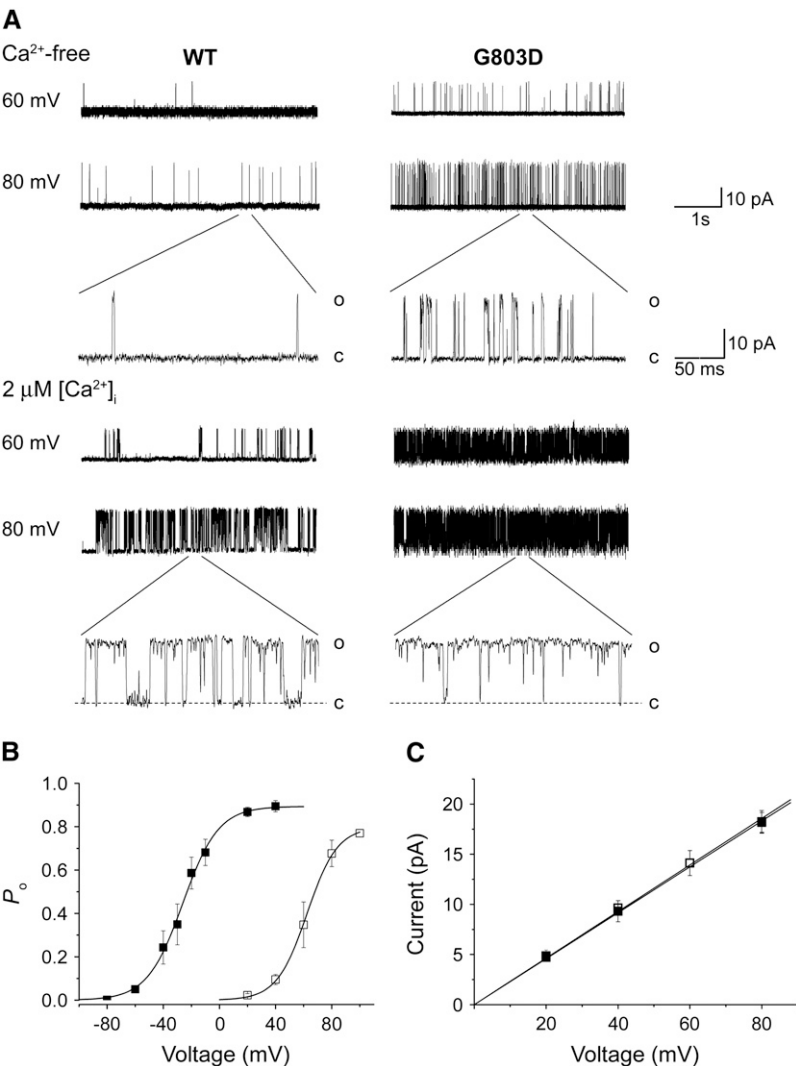 A
Ca²⁺-free WT G803D
60 mV
80 mV
10 pA
1s
o o
10 pA
c c
50 ms
2 µM [Ca²⁺]ᵢ
60 mV
80 mV
o o
c c
B C
1.0
0.8
0.6
0.4
0.2
0.0
Pₒ
-80 -40 0 40 80
Voltage (mV)
20
15
10
5
0
Current (pA)
20 40 60 80
Voltage (mV)